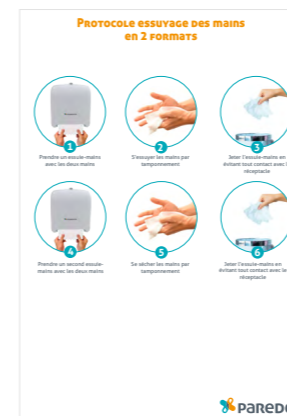 Protocole essuyage des mains
en 2 formats
1
2
3
Prendre un essuie-mains
avec les deux mains
S'essuyer les mains par
tamponnement
Jeter l'essuie-mains en
évitant tout contact avec l
réceptacle
4
5
6
Prendre un second essuie-
mains avec les deux mains
Se sécher les mains par
tamponnement
Jeter l'essuie-mains en
évitant tout contact avec l
réceptacle
PAREDE